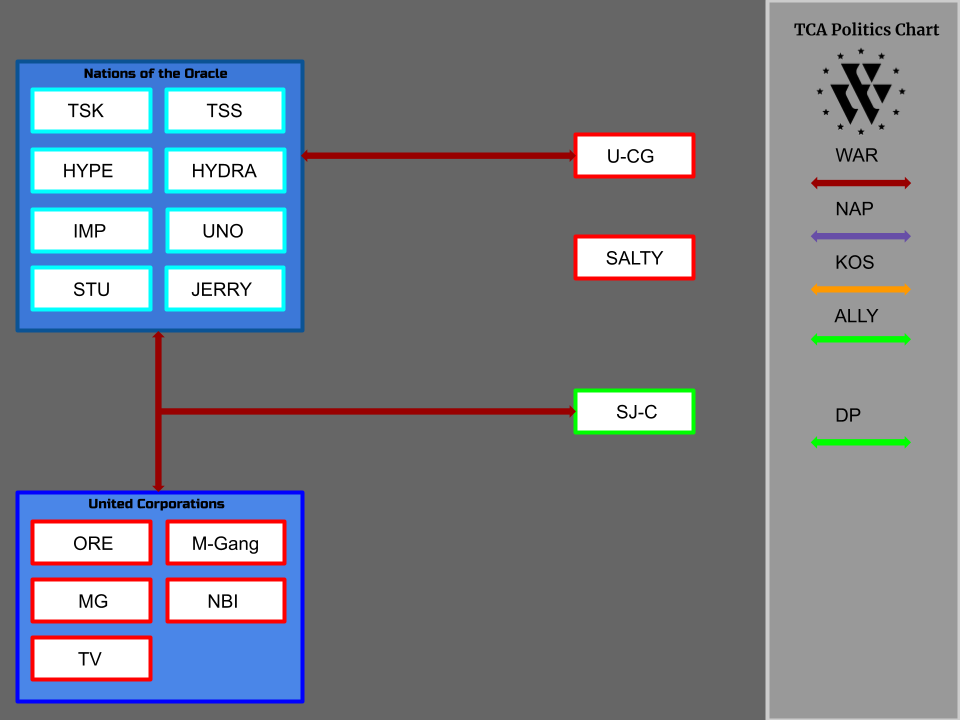 Nations of the Oracle
TSK
TSS
HYPE
HYDRA
IMP
UNO
STU
JERRY
U-CG
SALTY
SJ-C
United Corporations
ORE
M-Gang
MG
NBI
TV
TCA Politics Chart
WAR
NAP
KOS
ALLY
DP